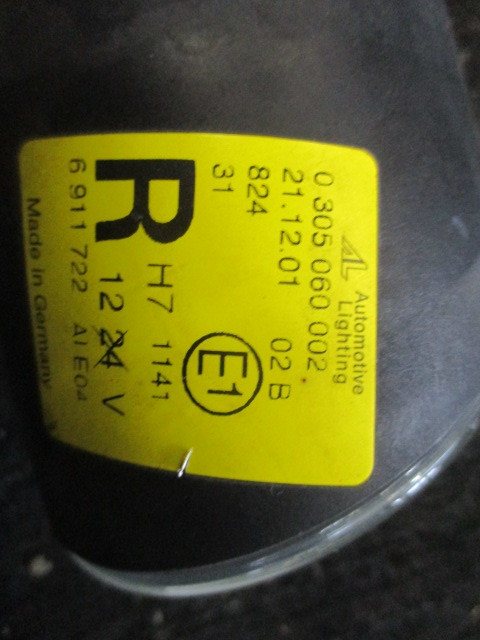 AL Automotive
Lighting
0 305 060 002
21.12.01 02 B
824
31 E1
R H7 1141
12 24 V
6 911 722 AI E04
Made in Germany